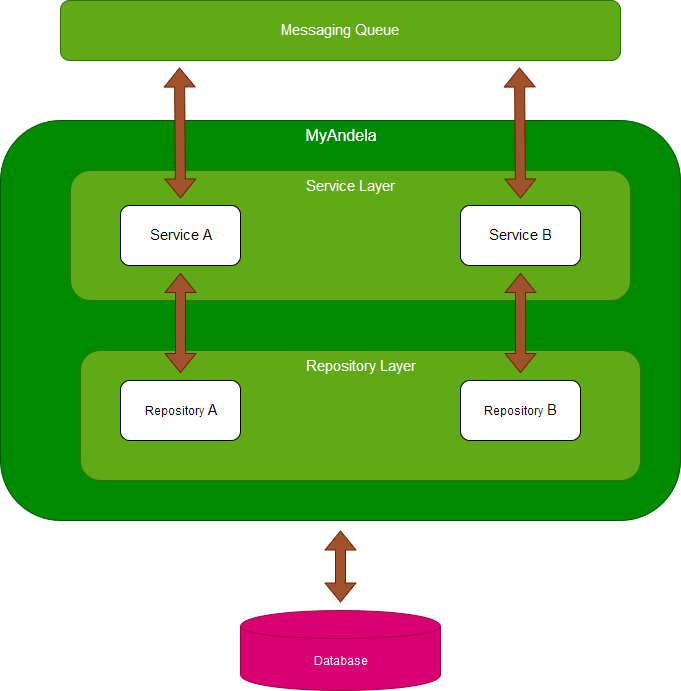 Messaging Queue
MyAndela
Service Layer
Service A
Service B
Repository Layer
Repository A
Repository B
Database